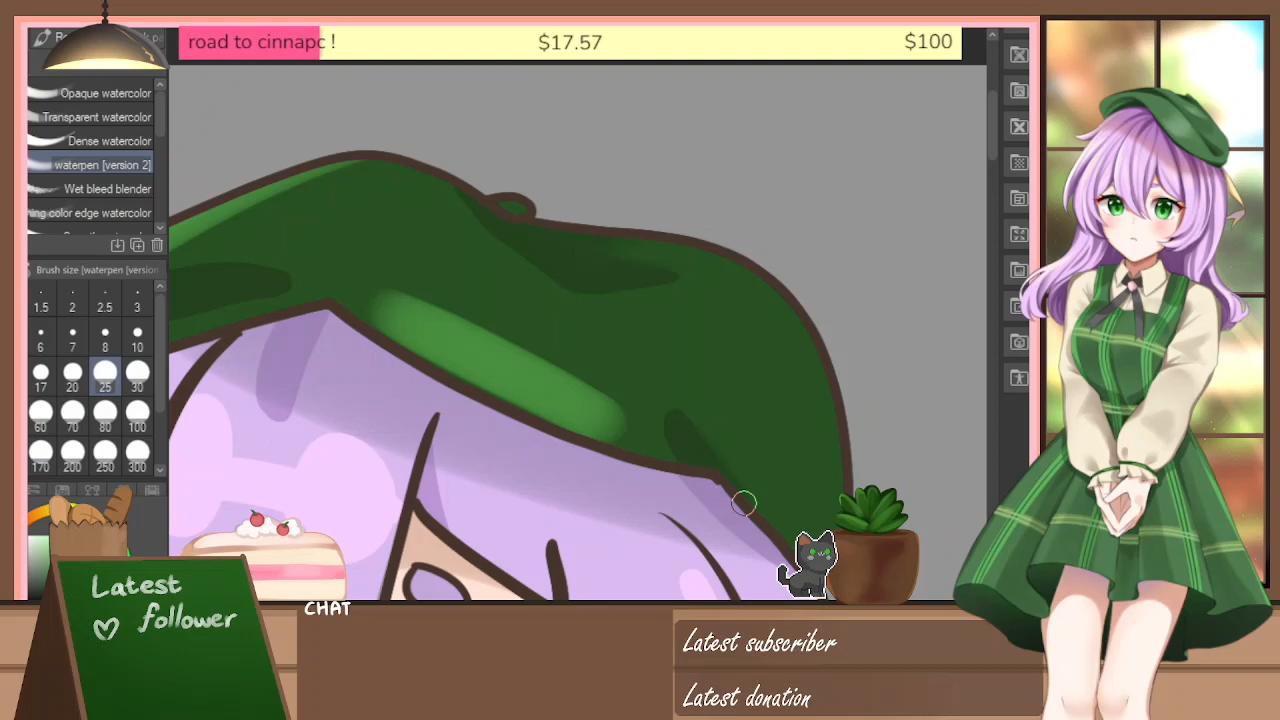 road to cinnapc !
$17.57
$100
Opaque watercolor
Transparent watercolor
Dense watercolor
waterpen [version 2]
Wet bleed blender
ng color edge watercolor
Brush size [waterpen [version
1.5 2 2.5 3
6 7 8 10
17 20 25 30
60 70 80 100
170 200 250 300
Latest
follower
CHAT
Latest subscriber
Latest donation